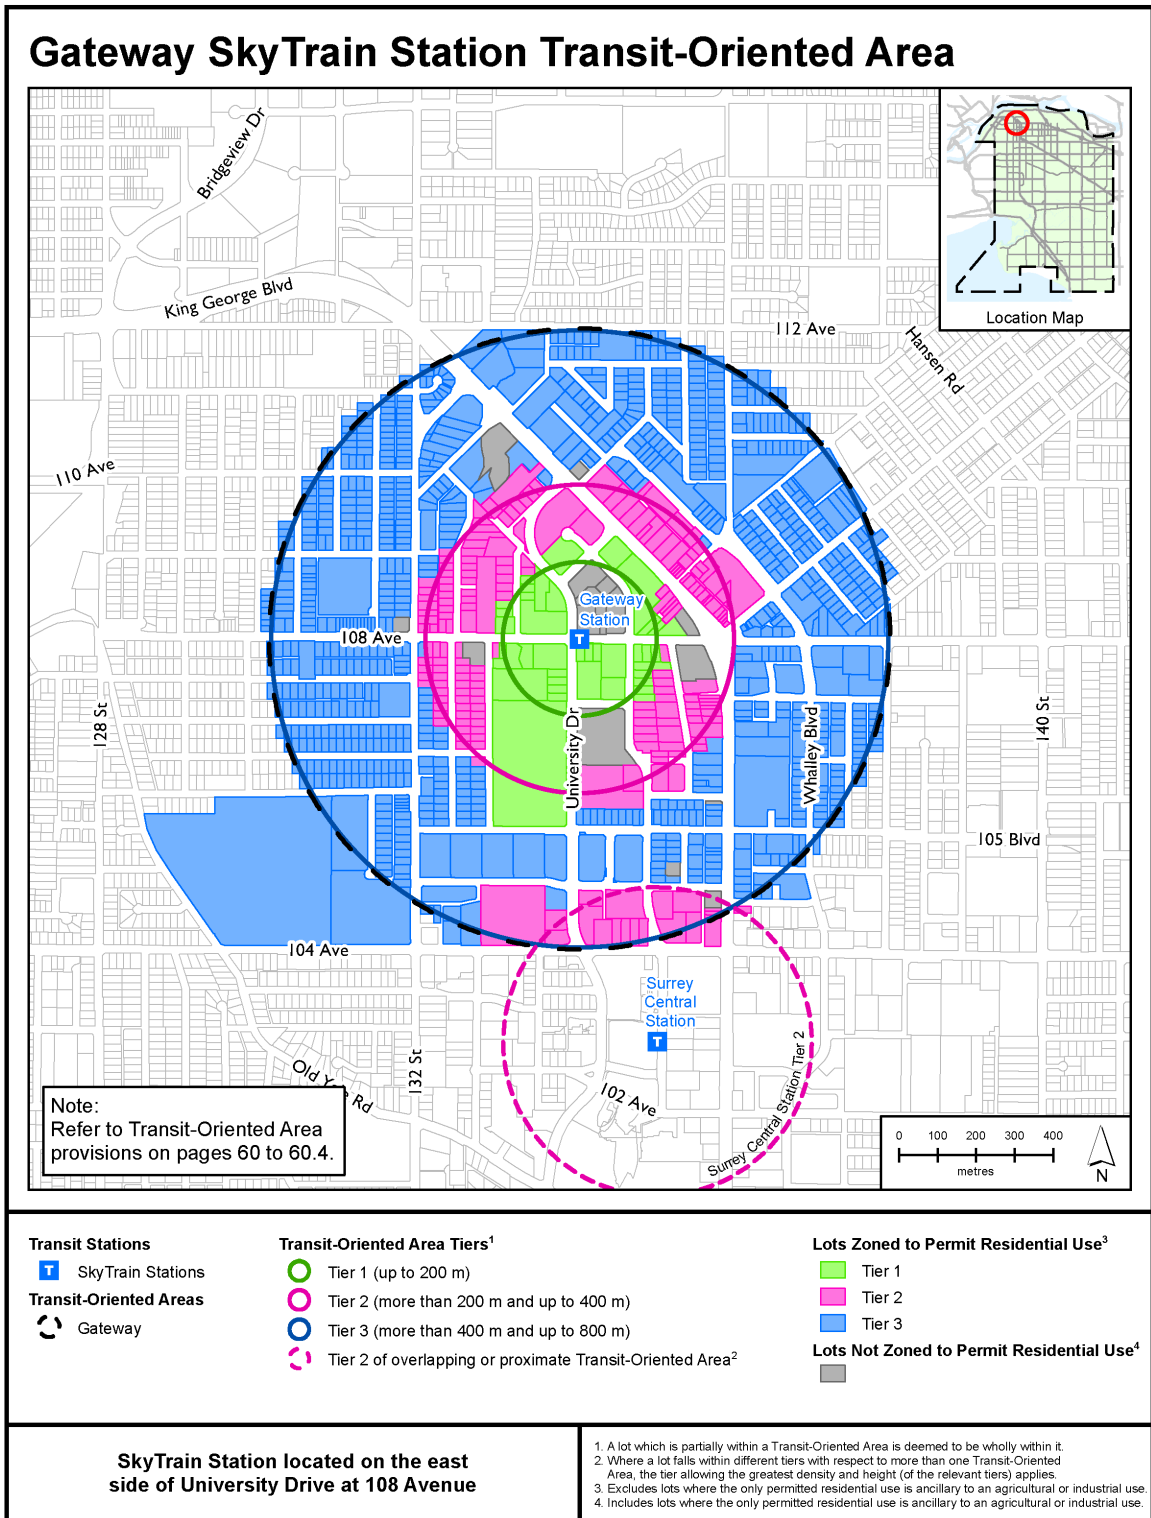 Gateway SkyTrain Station Transit-Oriented Area
Bridgeview Dr
King George Blvd
112 Ave
Hansen Rd
Location Map
110 Ave
Gateway
Station
T
108 Ave
128 St
140 St
University Dr
Whalley Blvd
105 Blvd
104 Ave
Surrey
Central
Station
T
132 St
102 Ave
Surrey Central Station Tier 2
Note:
Refer to Transit-Oriented Area
provisions on pages 60 to 60.4.
0 100 200 300 400
metres
N
Transit Stations
T SkyTrain Stations
Transit-Oriented Areas
Gateway
Transit-Oriented Area Tiers¹
Tier 1 (up to 200 m)
Tier 2 (more than 200 m and up to 400 m)
Tier 3 (more than 400 m and up to 800 m)
Tier 2 of overlapping or proximate Transit-Oriented Area²
Lots Zoned to Permit Residential Use³
Tier 1
Tier 2
Tier 3
Lots Not Zoned to Permit Residential Use⁴
SkyTrain Station located on the east
side of University Drive at 108 Avenue
1. A lot which is partially within a Transit-Oriented Area is deemed to be wholly within it.
2. Where a lot falls within different tiers with respect to more than one Transit-Oriented
Area, the tier allowing the greatest density and height (of the relevant tiers) applies.
3. Excludes lots where the only permitted residential use is ancillary to an agricultural or industrial use.
4. Includes lots where the only permitted residential use is ancillary to an agricultural or industrial use.